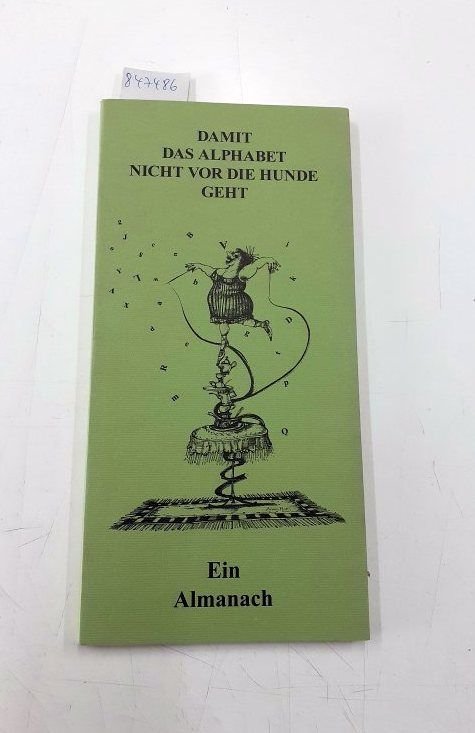 847486
DAMIT
DAS ALPHABET
NICHT VOR DIE HUNDE
GEHT
Ein
Almanach